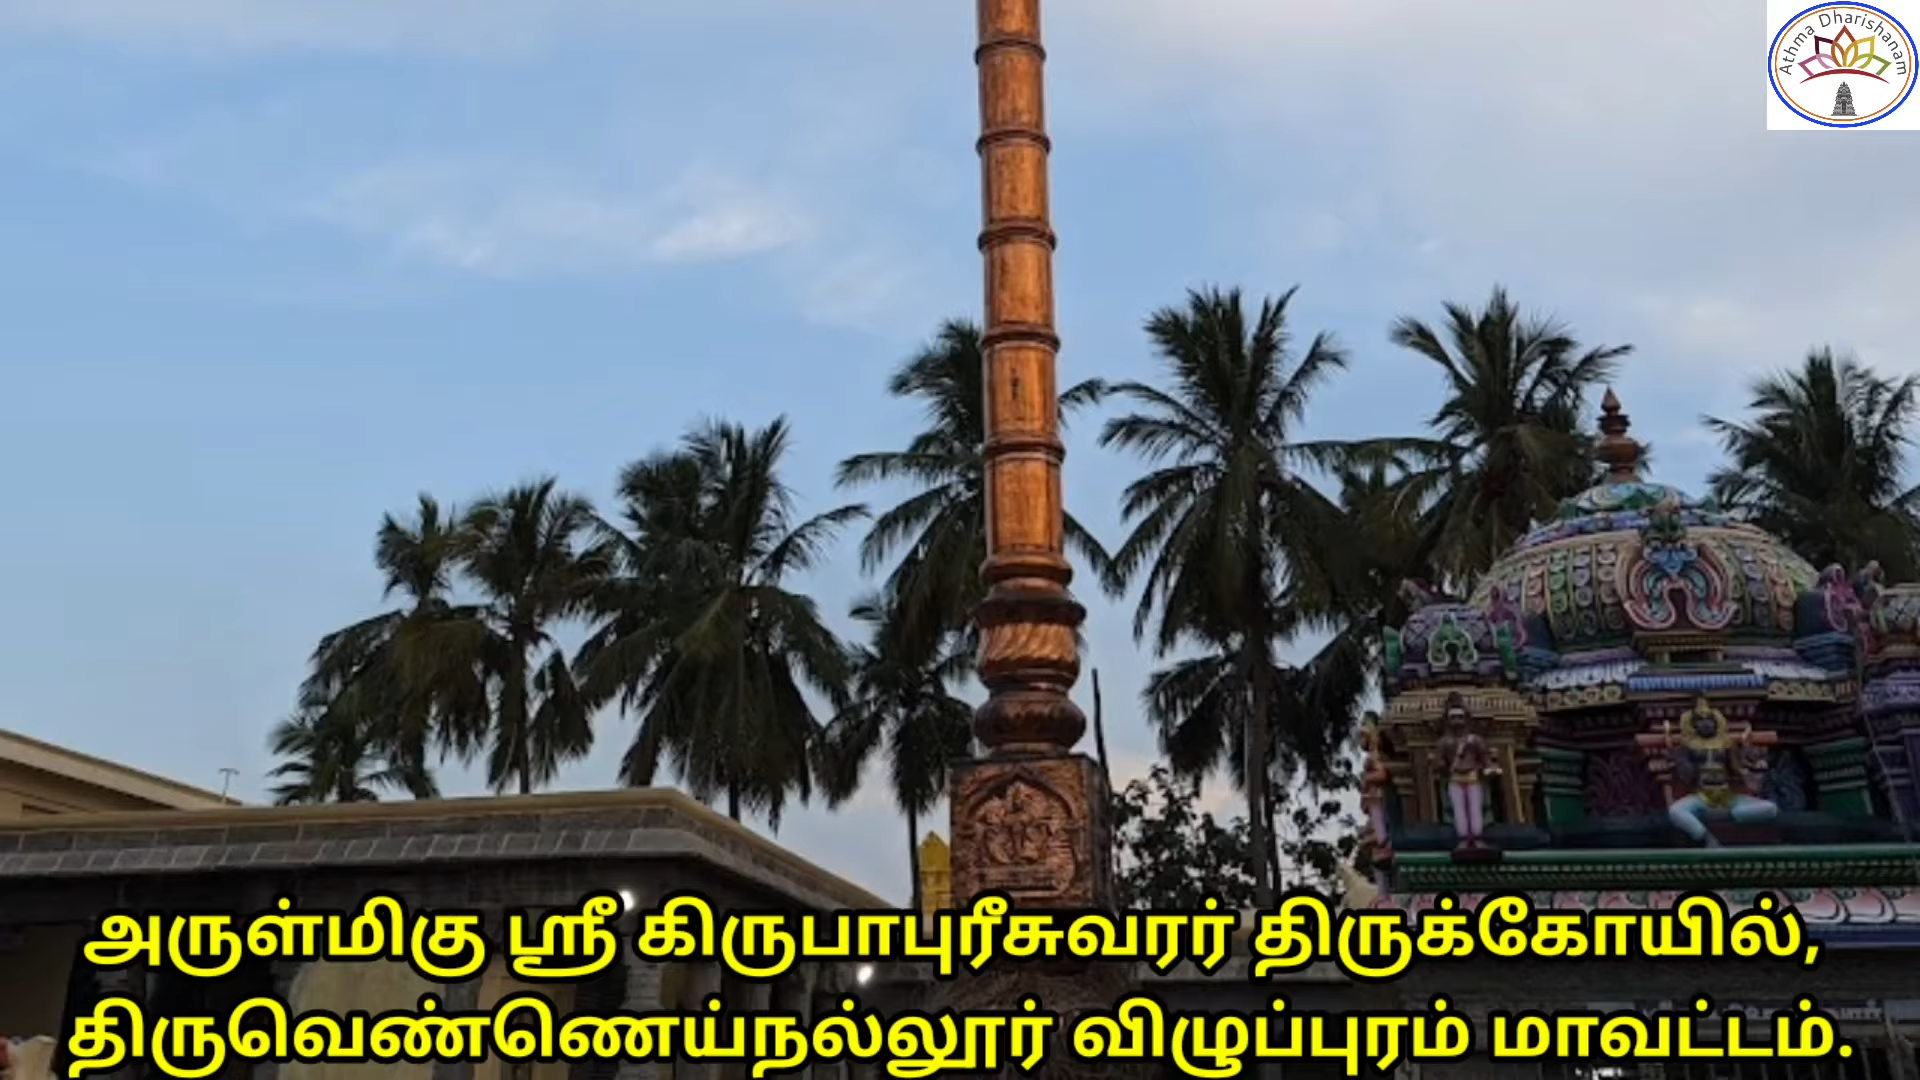 Athma Dharishanam
அருள்மிகு ஸ்ரீ கிருபாபுரீசுவரர் திருக்கோயில்,
திருவெண்ணெய்நல்லூர் விழுப்புரம் மாவட்டம்.